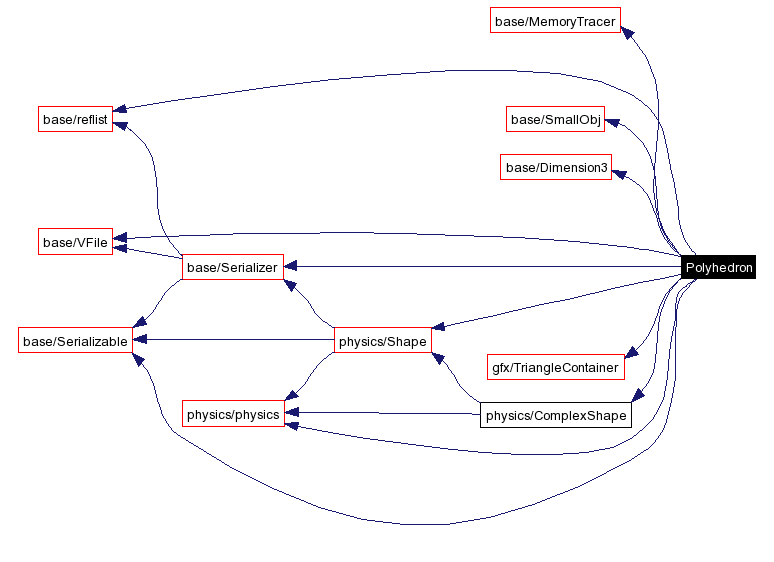 base/MemoryTracer
base/reflist
base/SmallObj
base/Dimension3
base/VFile
base/Serializer
Polyhedron
base/Serializable
physics/Shape
gfx/TriangleContainer
physics/physics
physics/ComplexShape